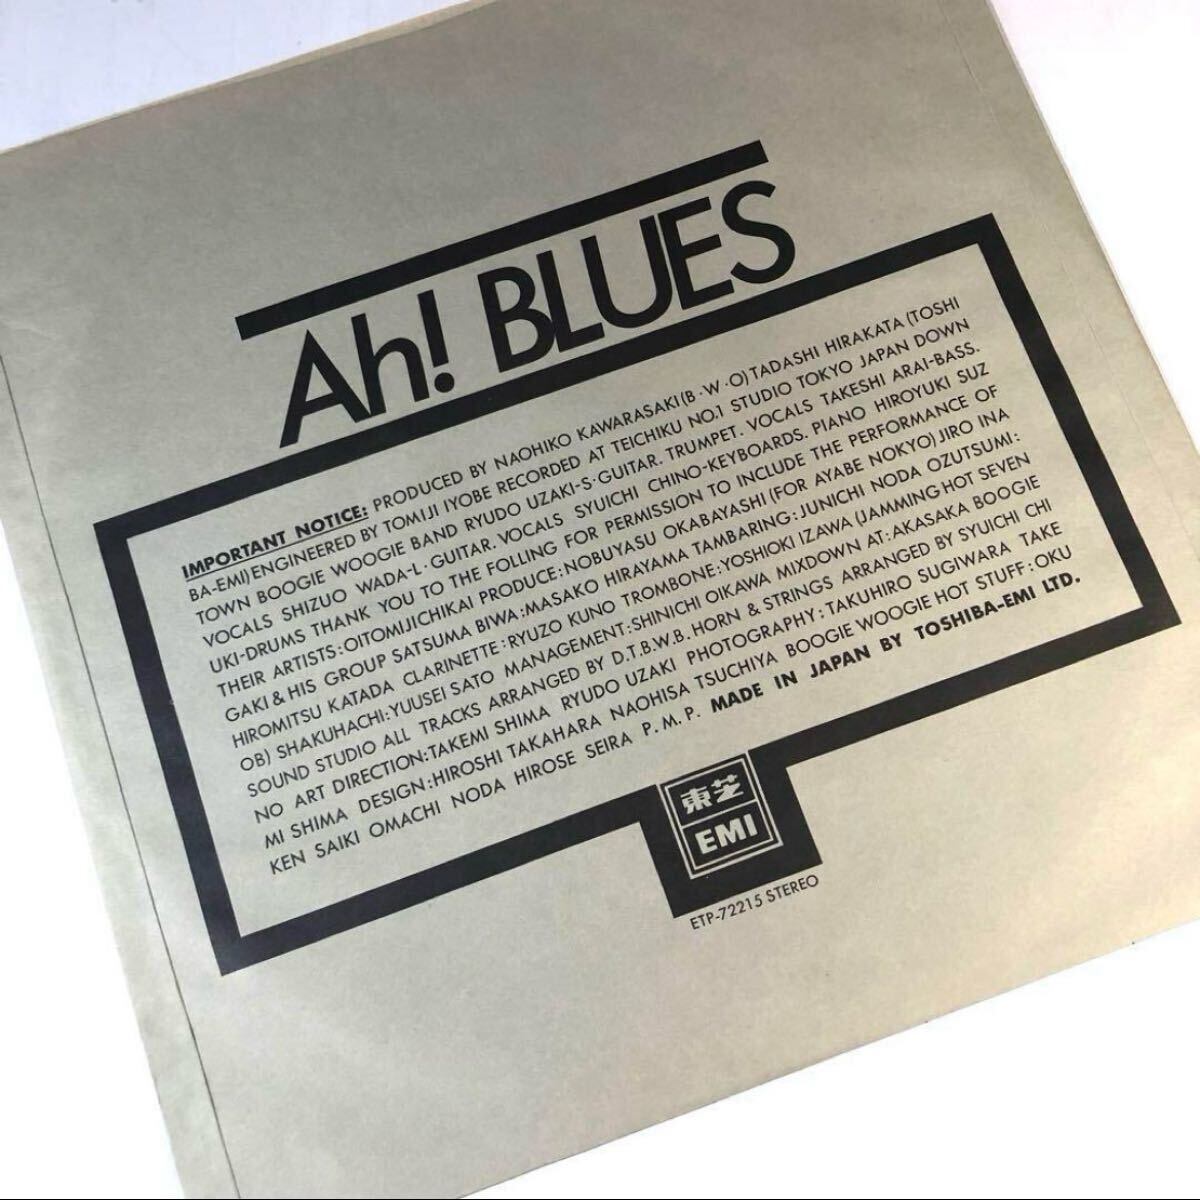 Ah! BLUES
IMPORTANT NOTICE: PRODUCED BY NAOHIKO KAWARASAKI (B・W・O) TADASHI HIRAKATA (TOSHI
BA-EMI) ENGINEERED BY TOMIJI IYOBE RECORDED AT TEICHIKU NO.1 STUDIO TOKYO JAPAN DOWN
TOWN BOOGIE WOOGIE BAND RYUDO UZAKI-S・GUITAR. TRUMPET. VOCALS TAKESHI ARAI-BASS.
VOCALS SHIZUO WADA-L・GUITAR. VOCALS SYUICHI CHINO-KEYBOARDS. PIANO HIROYUKI SUZ
UKI-DRUMS THANK YOU TO THE FOLLING FOR PERMISSION TO INCLUDE THE PERFORMANCE OF
THEIR ARTISTS: OITOMIJICHIKAI PRODUCE: NOBUYASU OKABAYASHI (FOR AYABE NOKYO) JIRO INA
GAKI & HIS GROUP SATSUMA BIWA: MASAKO HIRAYAMA TAMBARING: JUNICHI NODA OZUTSUMI:
HIROMITSU KATADA CLARINETTE: RYUZO KUNO TROMBONE: YOSHIOKI IZAWA (JAMMING HOT SEVEN
OB) SHAKUHACHI: YUUSEI SATO MANAGEMENT: SHINICHI OIKAWA MIXDOWN AT: AKASAKA BOOGIE
SOUND STUDIO ALL TRACKS ARRANGED BY D.T.B.W.B. HORN & STRINGS ARRANGED BY SYUICHI CHI
NO ART DIRECTION: TAKEMI SHIMA RYUDO UZAKI PHOTOGRAPHY: TAKUHIRO SUGIWARA TAKE
MI SHIMA DESIGN: HIROSHI TAKAHARA NAOHISA TSUCHIYA BOOGIE WOOGIE HOT STUFF: OKU
KEN SAIKI OMACHI NODA HIROSE SEIRA P.M.P. MADE IN JAPAN BY TOSHIBA-EMI LTD.
東芝
EMI
ETP-72215 STEREO